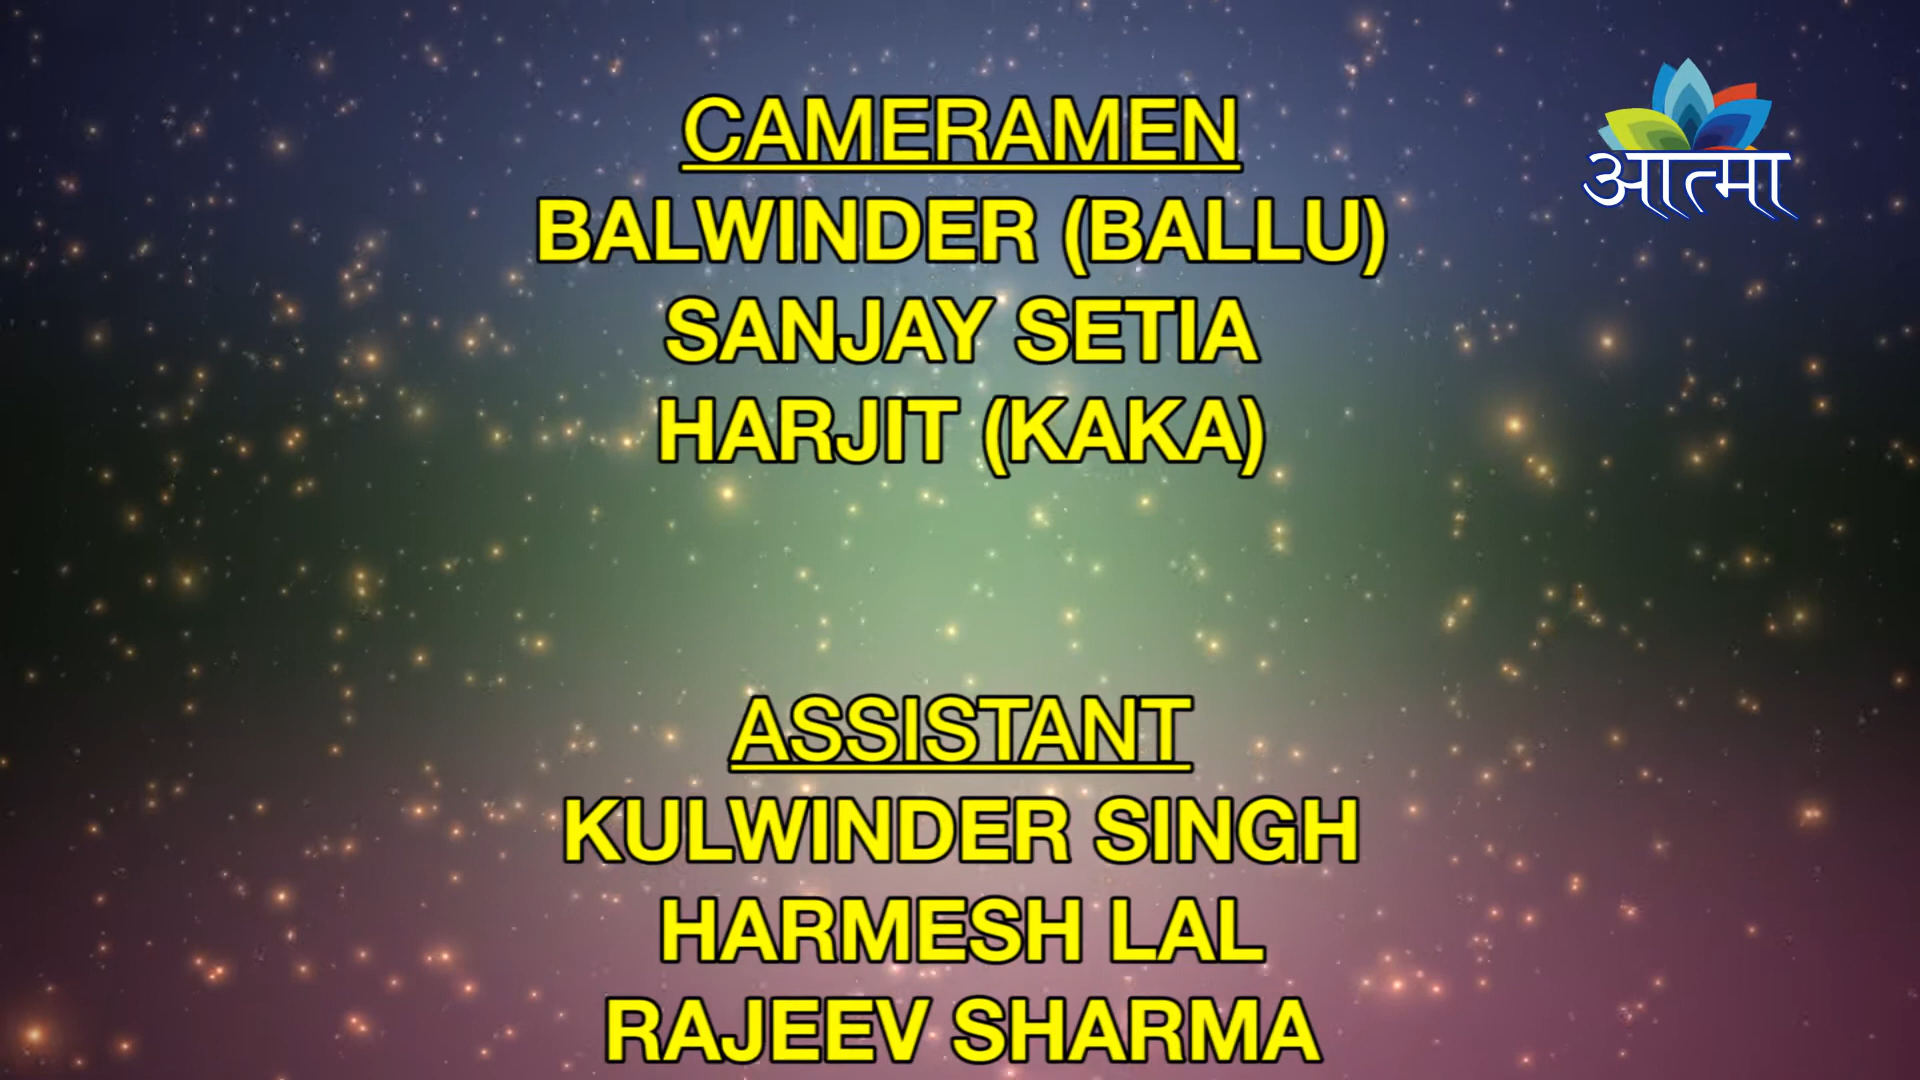 CAMERAMEN
BALWINDER (BALLU)
SANJAY SETIA
HARJIT (KAKA)
आत्मा
ASSISTANT
KULWINDER SINGH
HARMESH LAL
RAJEEV SHARMA